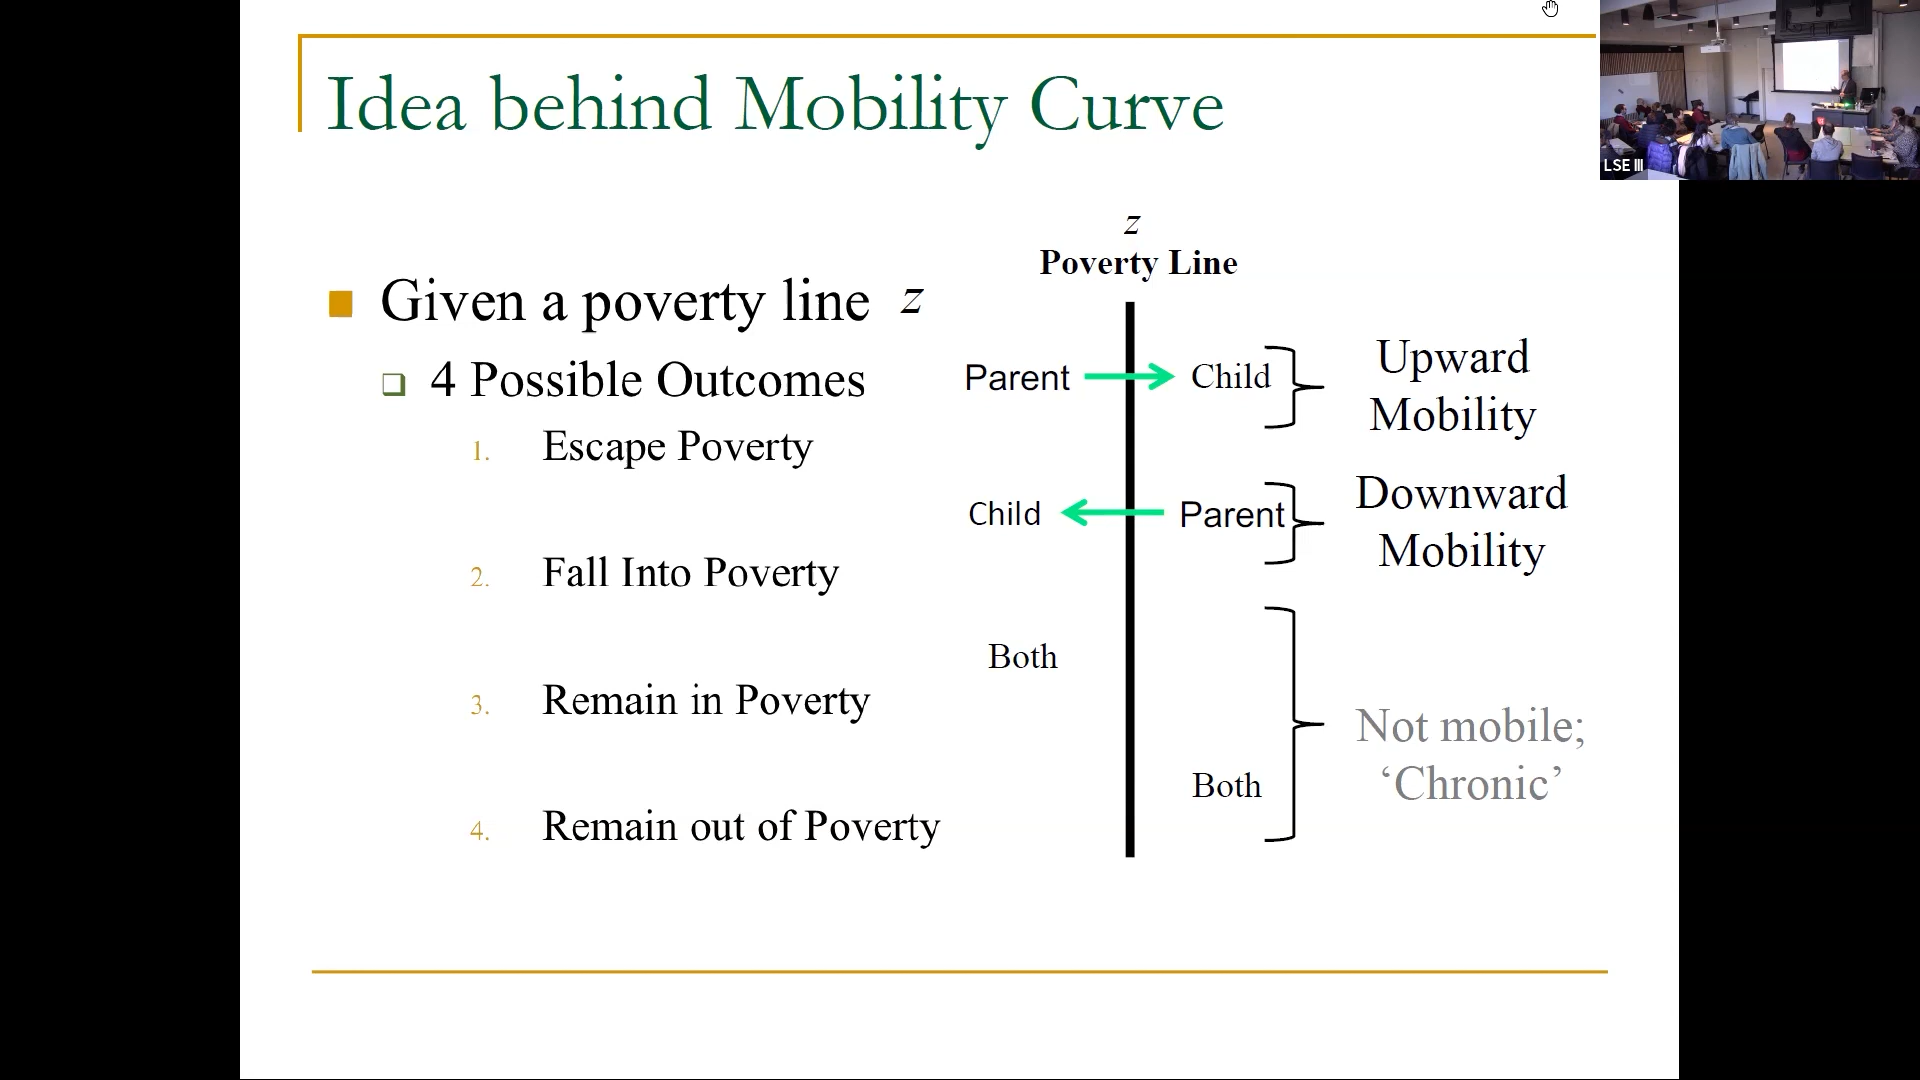 Idea behind Mobility Curve
LSE III
Given a poverty line z
4 Possible Outcomes
1. Escape Poverty
2. Fall Into Poverty
3. Remain in Poverty
4. Remain out of Poverty
z
Poverty Line
Parent Child
Upward
Mobility
Child Parent
Downward
Mobility
Both
Both
Not mobile;
‘Chronic’